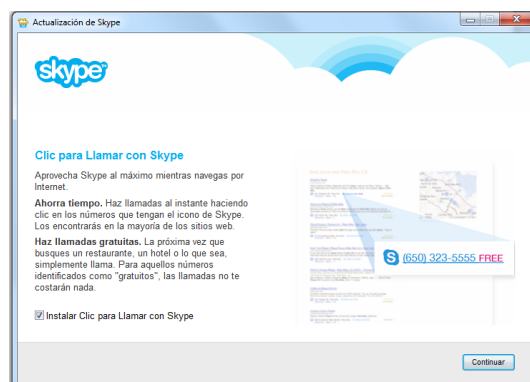 Actualización de Skype
skype
Clic para Llamar con Skype
Aprovecha Skype al máximo mientras navegas por
Internet.
Ahorra tiempo. Haz llamadas al instante haciendo
clic en los números que tengan el icono de Skype.
Los encontrarás en la mayoría de los sitios web.
Haz llamadas gratuitas. La próxima vez que
busques un restaurante, un hotel o lo que sea,
simplemente llama. Para aquellos números
identificados como "gratuitos", las llamadas no te
costarán nada.
(650) 323-5555 FREE
Instalar Clic para Llamar con Skype
Continuar